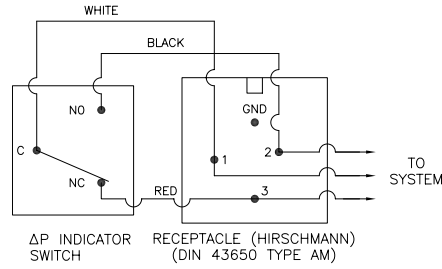 WHITE
BLACK
NO
GND
C
1
2
NC
RED
3
TO
SYSTEM
ΔP INDICATOR
SWITCH
RECEPTACLE (HIRSCHMANN)
(DIN 43650 TYPE AM)